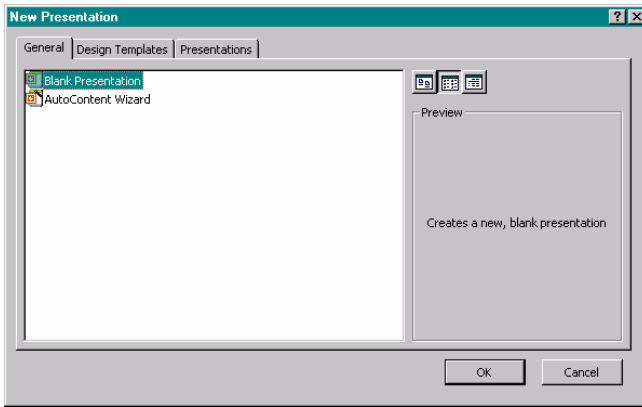 New Presentation
General Design Templates Presentations
Blank Presentation
AutoContent Wizard
Preview
Creates a new, blank presentation
OK Cancel